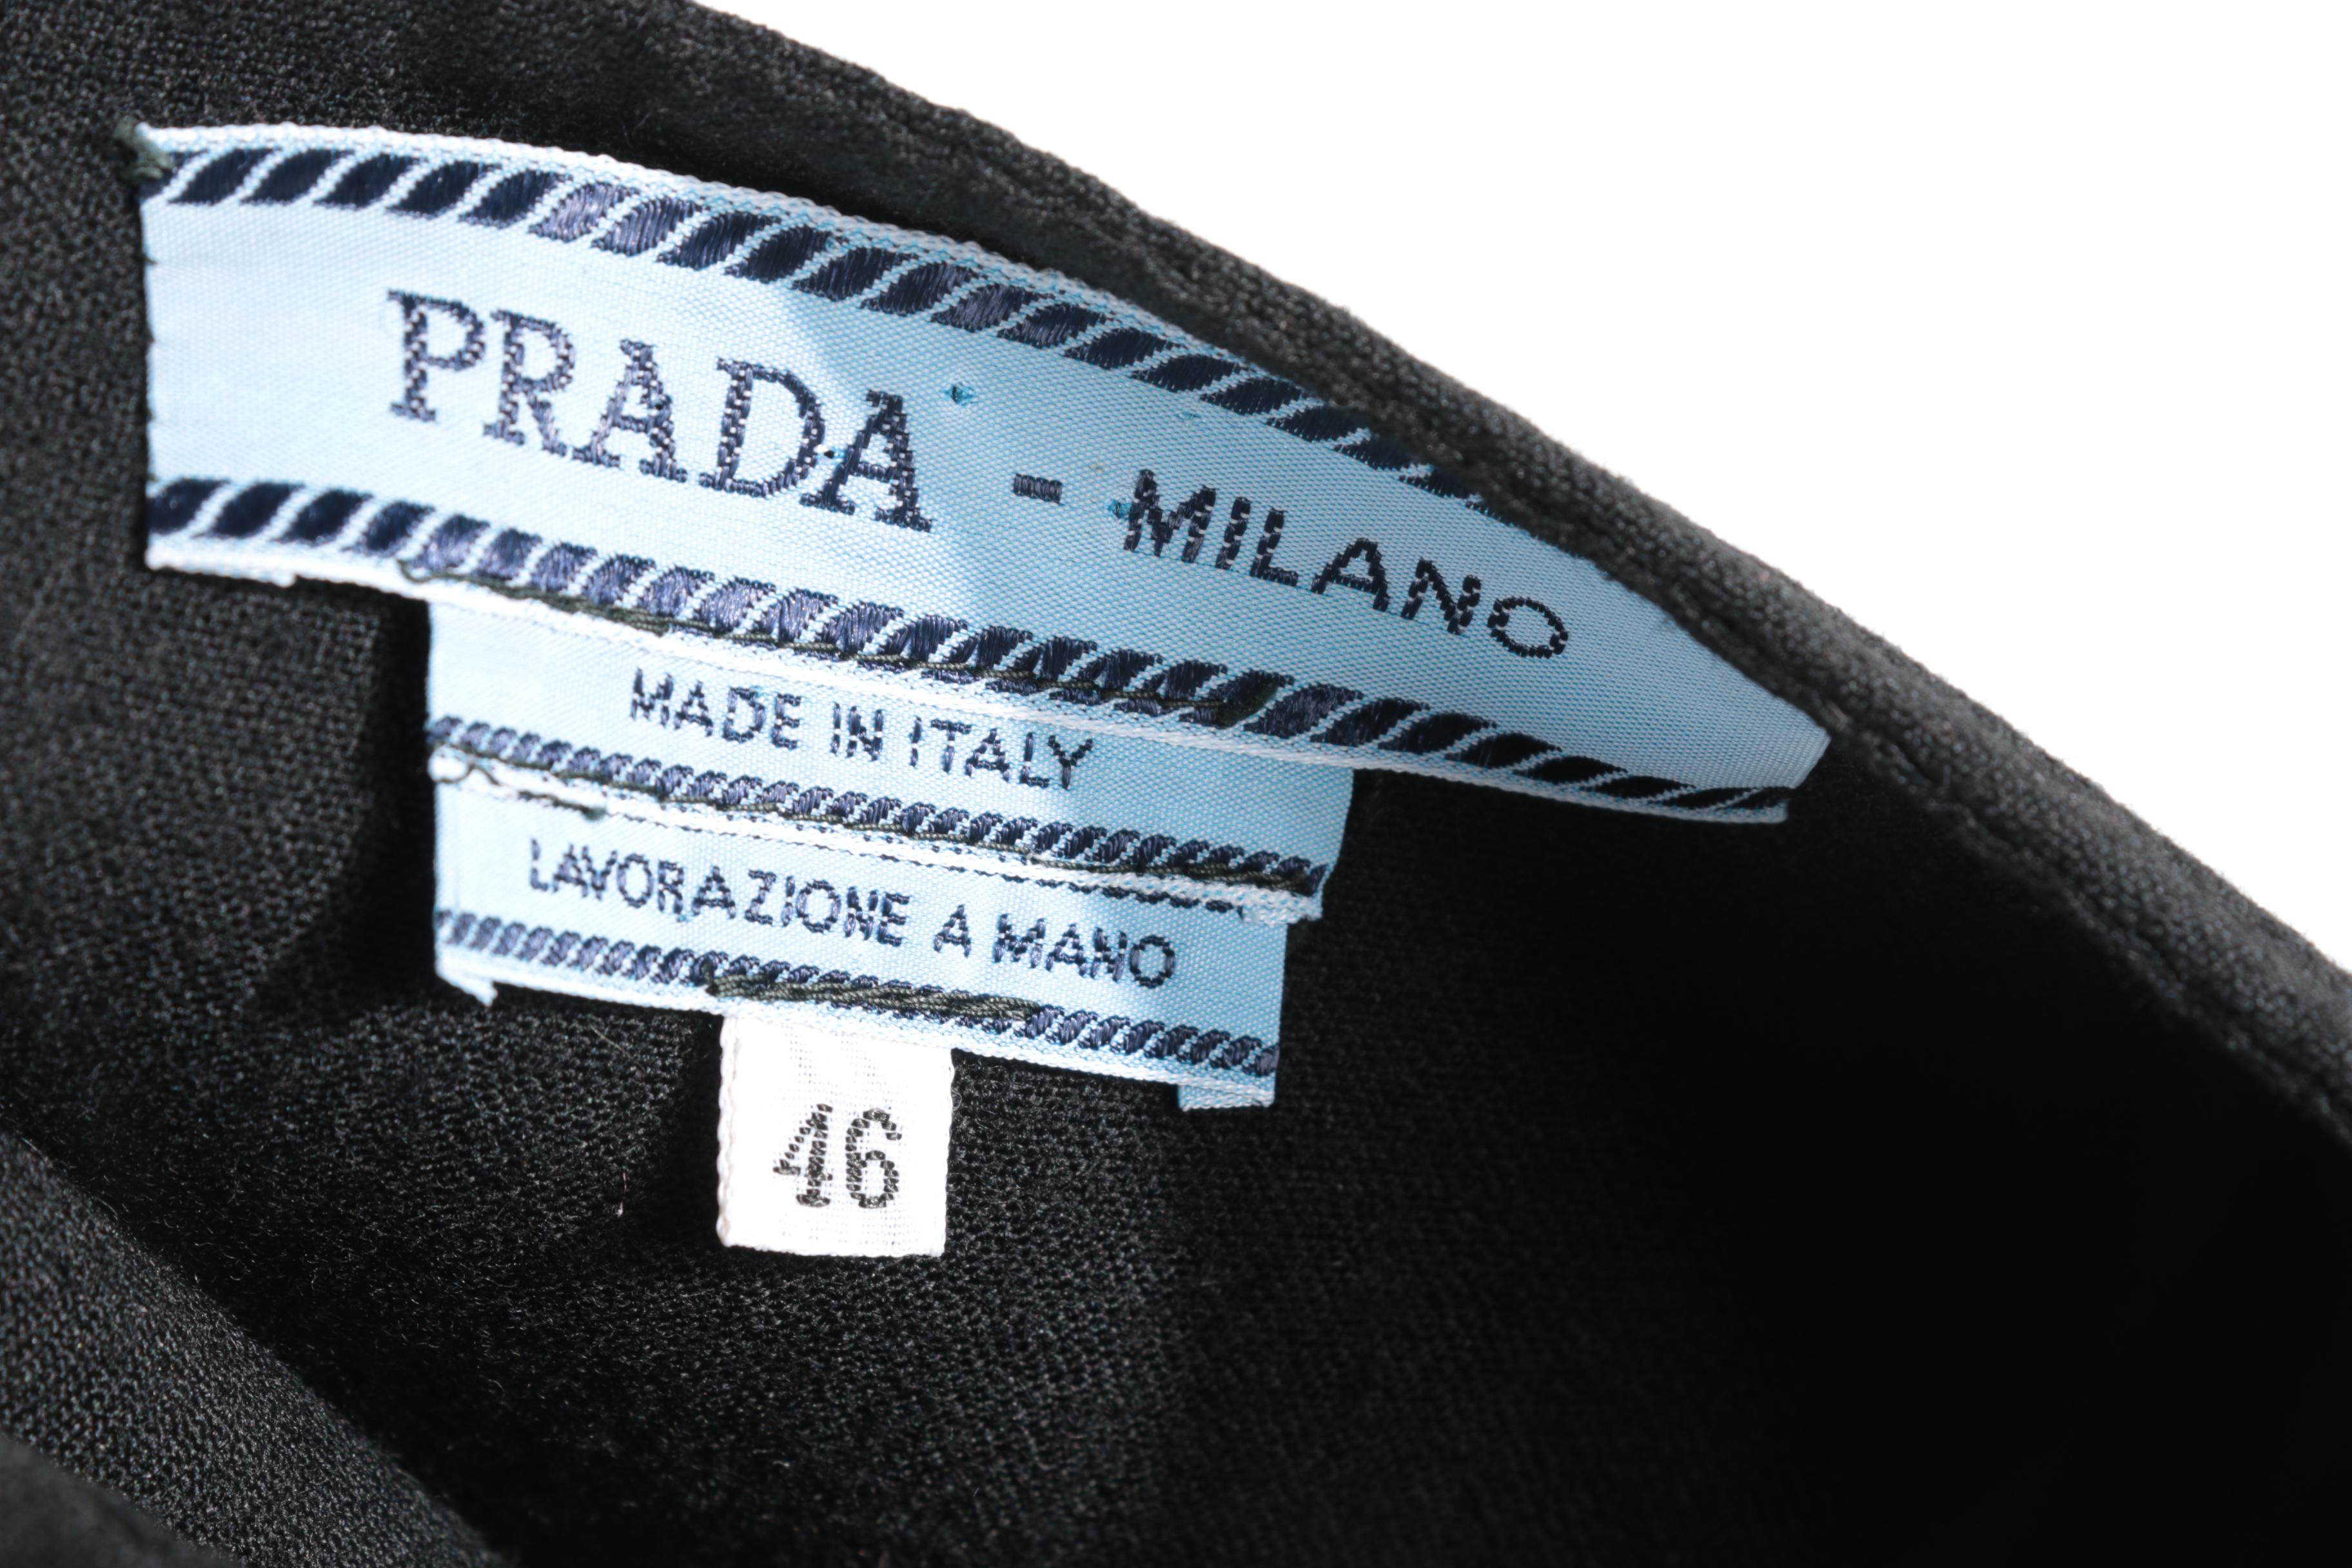 PRADA - MILANO
MADE IN ITALY
LAVORAZIONE A MANO
46